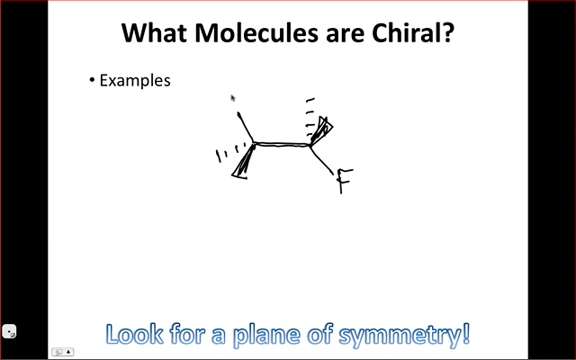 What Molecules are Chiral?
• Examples
F
Look for a plane of symmetry!